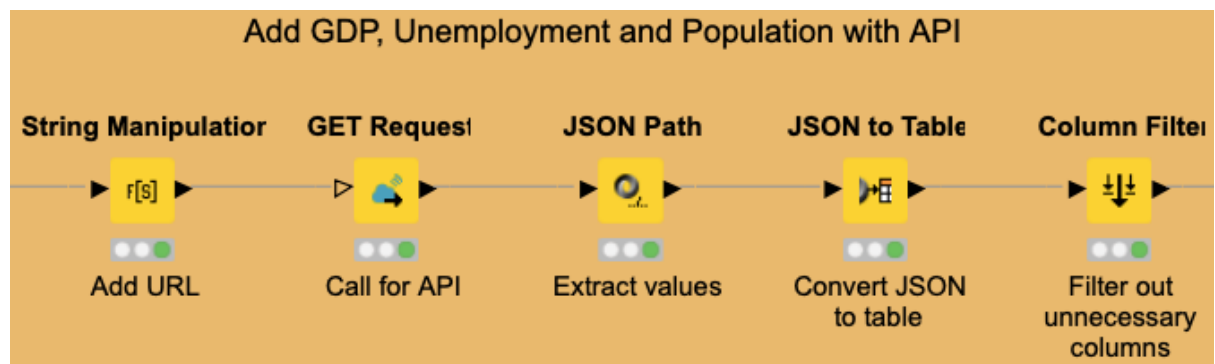 Add GDP, Unemployment and Population with API
String Manipulation GET Request JSON Path JSON to Table Column Filter
F[S]
Add URL Call for API Extract values Convert JSON Filter out
to table unnecessary
columns